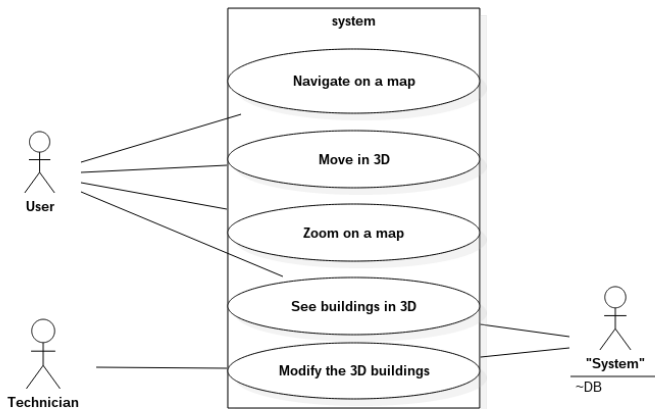 system
Navigate on a map
Move in 3D
User
Zoom on a map
See buildings in 3D
"System"
Modify the 3D buildings
~DB
Technician